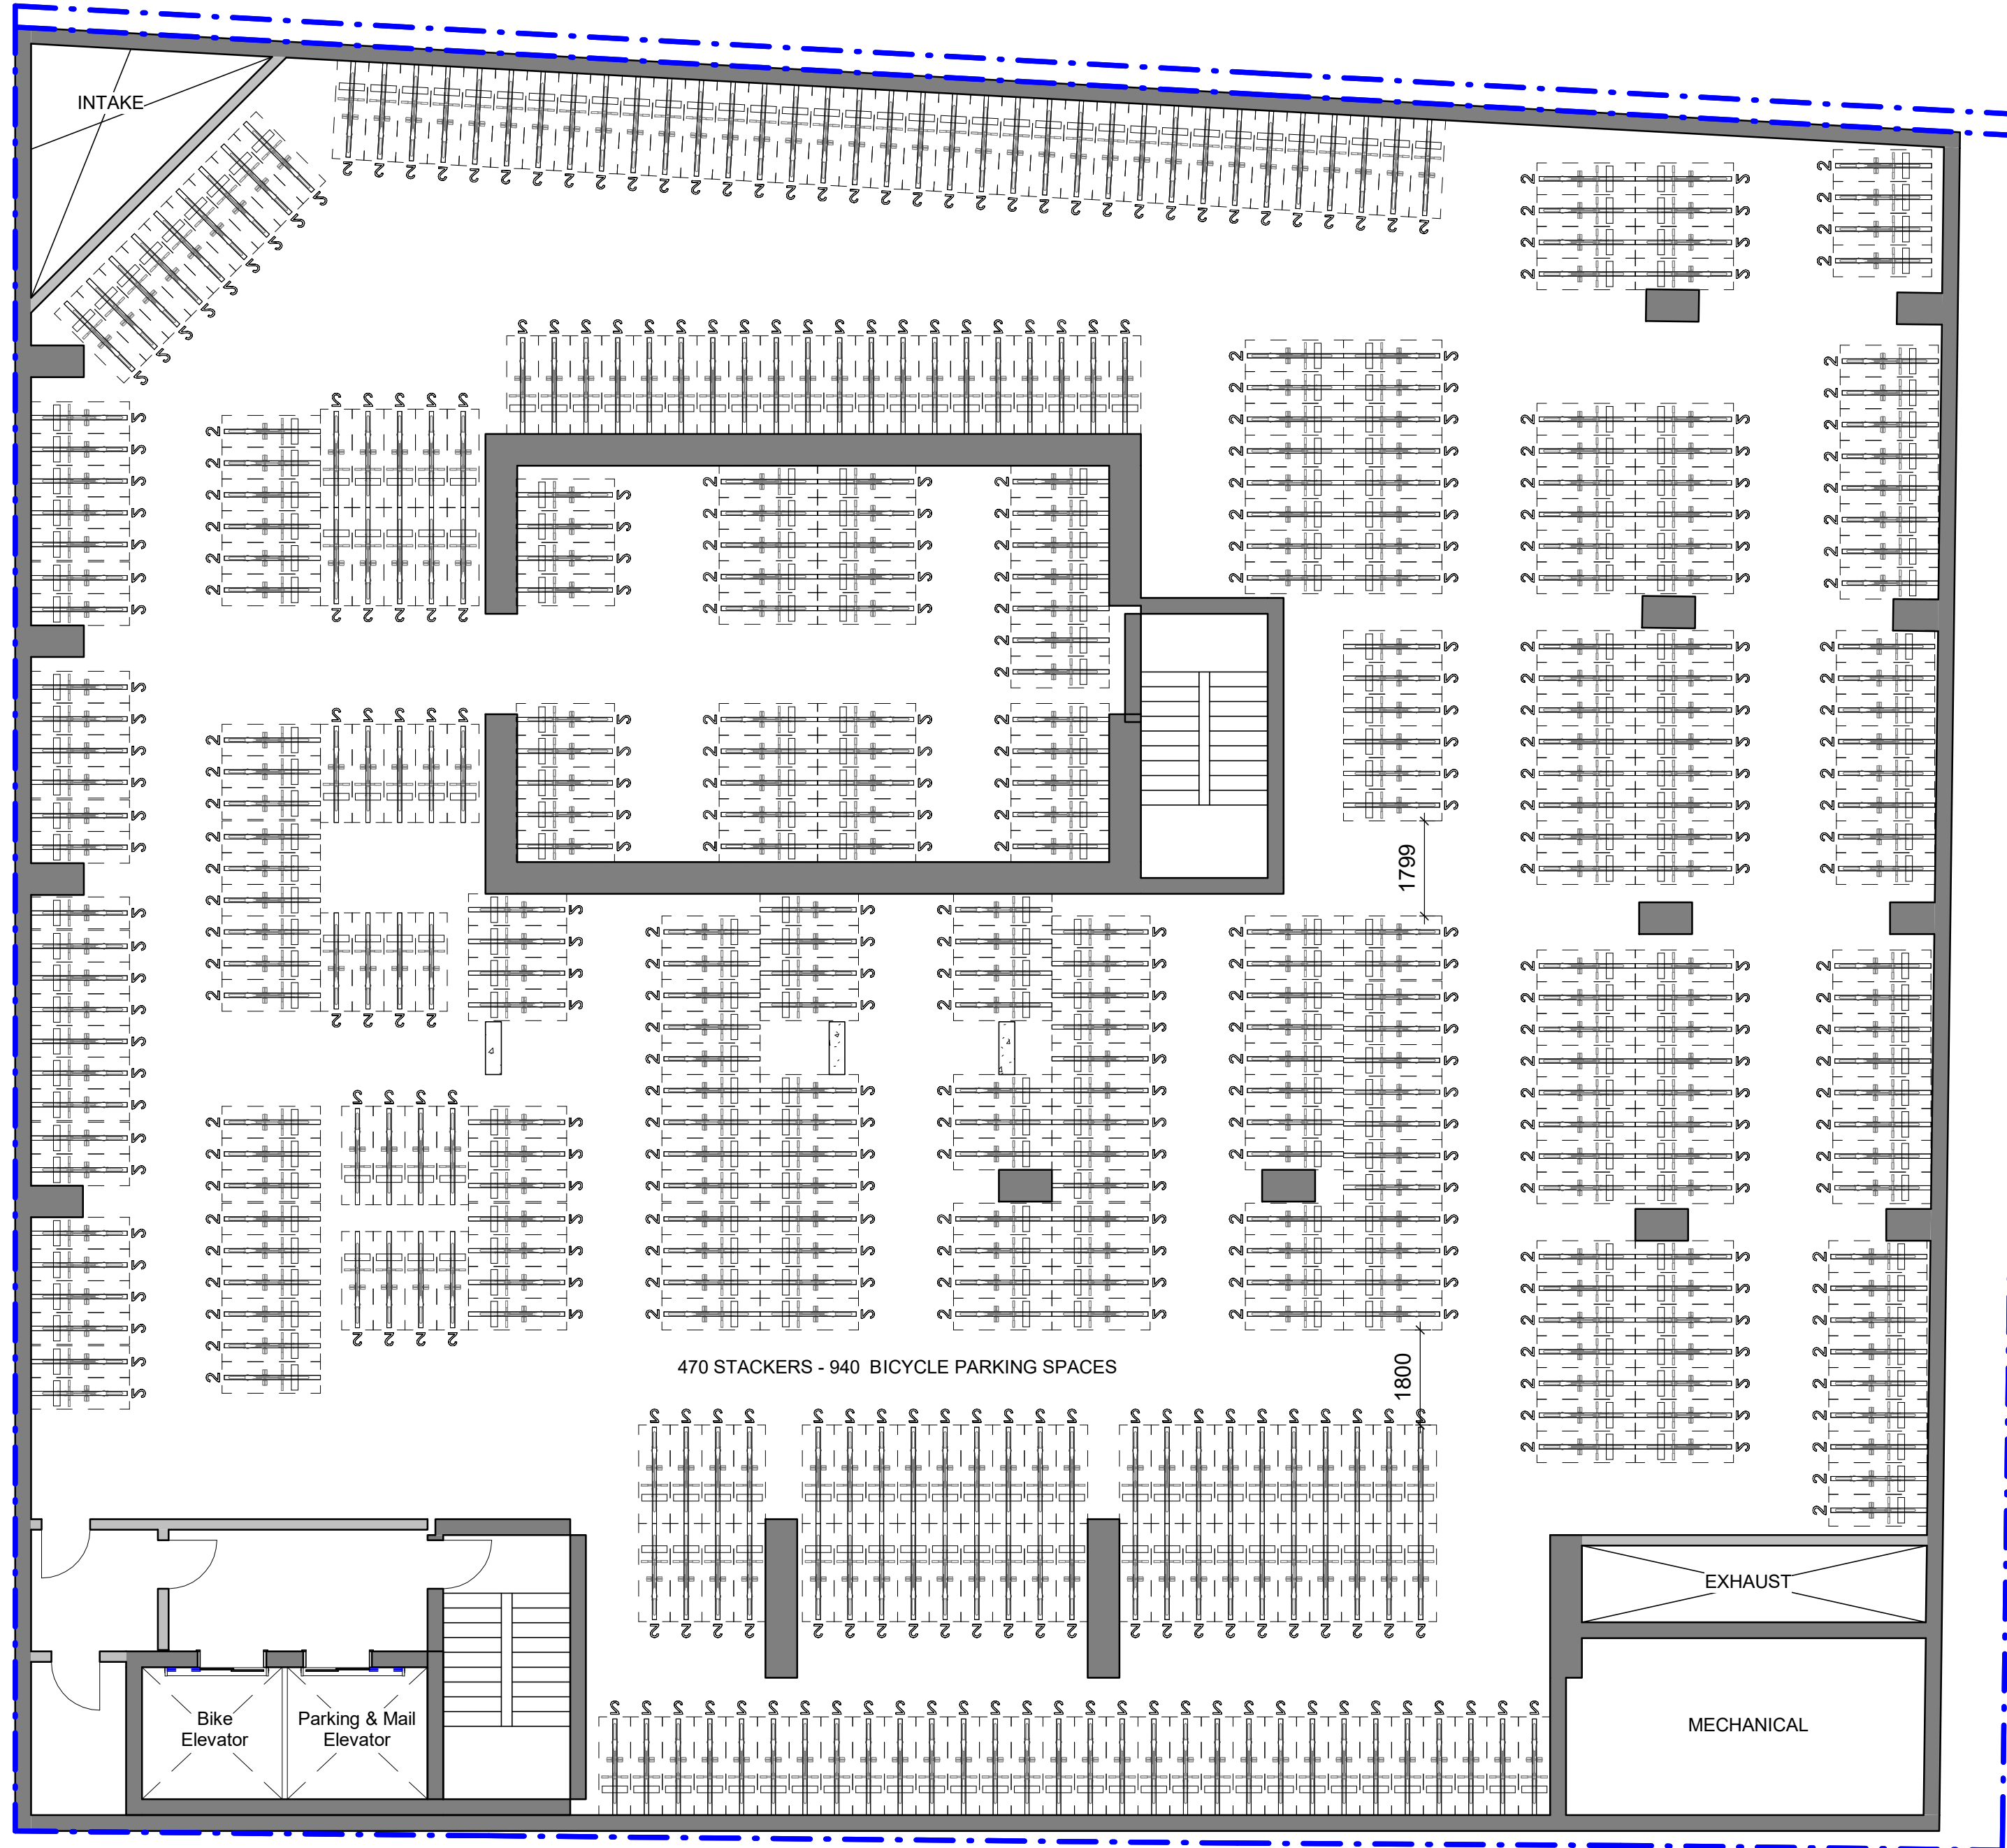 INTAKE
1799
470 STACKERS - 940 BICYCLE PARKING SPACES
1800
EXHAUST
Bike
Elevator
Parking & Mail
Elevator
MECHANICAL